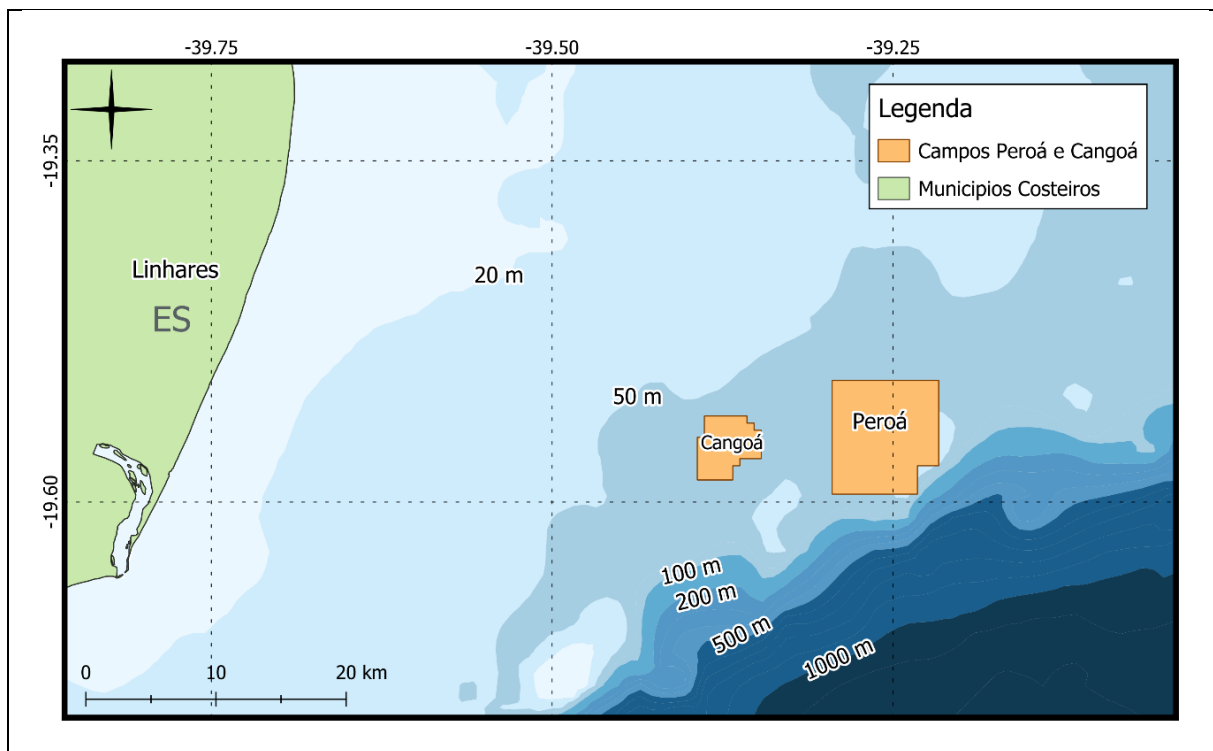 -39.75
-39.50
-39.25
Legenda
Campos Peroá e Cangoá
Municipios Costeiros
-19.35
Linhares
ES
20 m
50 m
Peroá
Cangoá
-19.60
100 m
200 m
500 m
1000 m
0
10
20 km